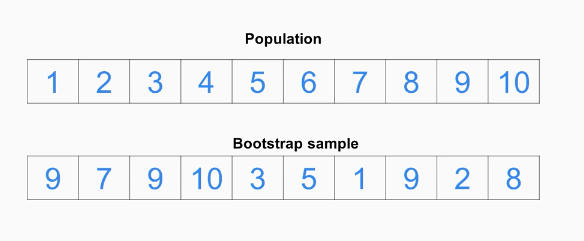 Population
1 2 3 4 5 6 7 8 9 10
Bootstrap sample
9 7 9 10 3 5 1 9 2 8